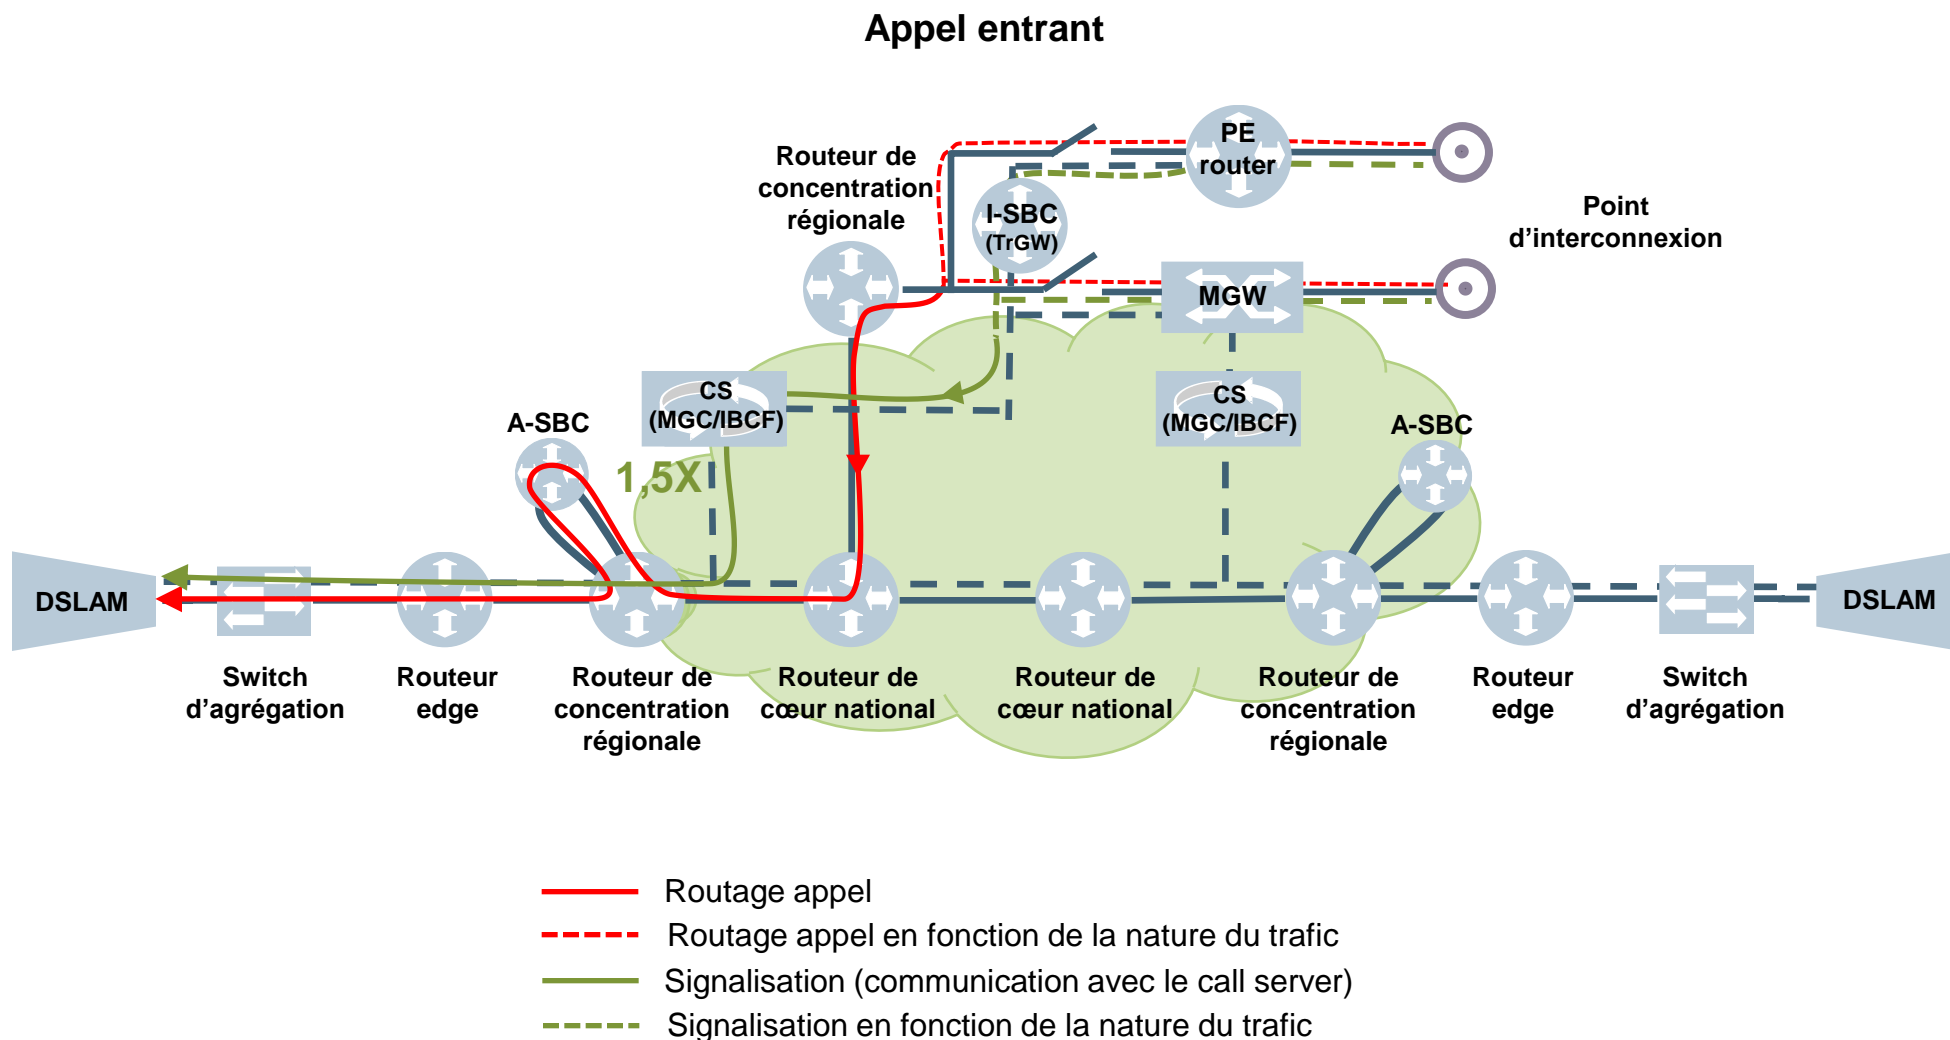 Appel entrant
PE
router
Routeur de
concentration
régionale
I-SBC
(TrGW)
Point
d'interconnexion
MGW
CS
(MGC/IBCF)
CS
(MGC/IBCF)
A-SBC
A-SBC
1,5X
DSLAM
DSLAM
Switch
d'agrégation
Routeur
edge
Routeur de
concentration
régionale
Routeur de
cœur national
Routeur de
cœur national
Routeur de
concentration
régionale
Routeur
edge
Switch
d'agrégation
Routage appel
Routage appel en fonction de la nature du trafic
Signalisation (communication avec le call server)
Signalisation en fonction de la nature du trafic